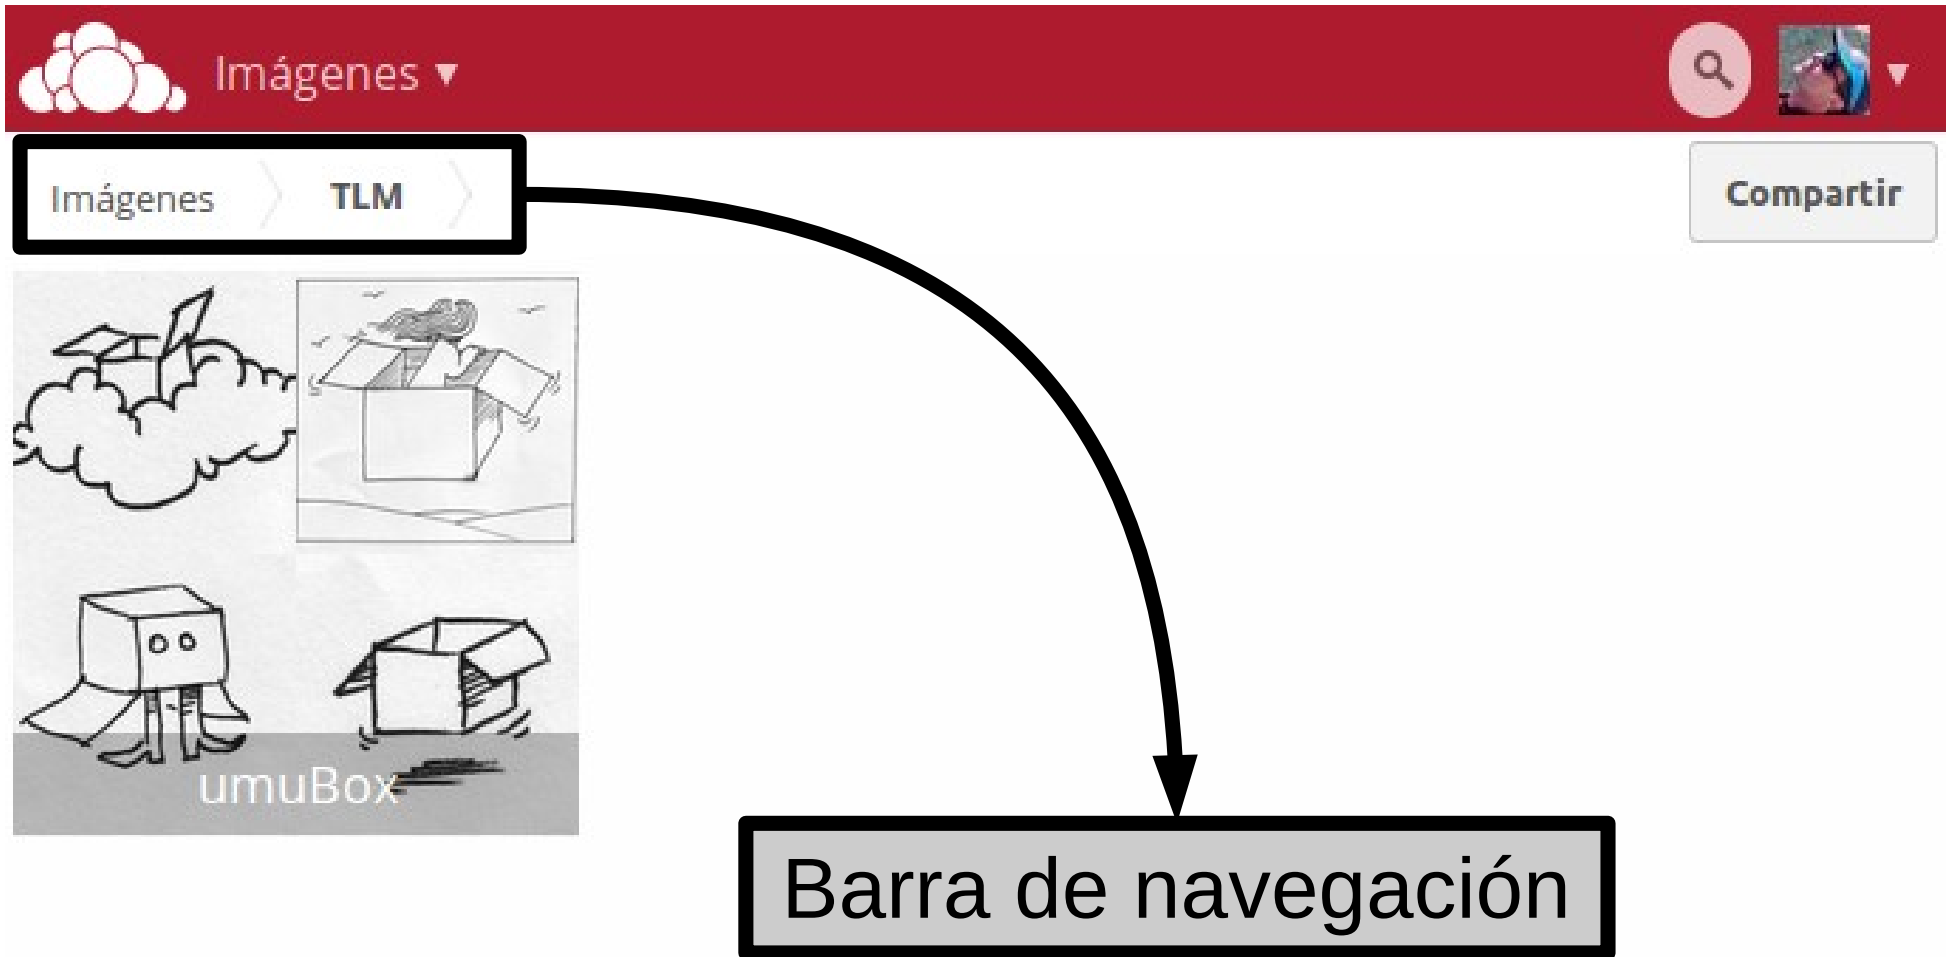 Imágenes ▼
Imágenes TLM
Compartir
umuBox
Barra de navegación